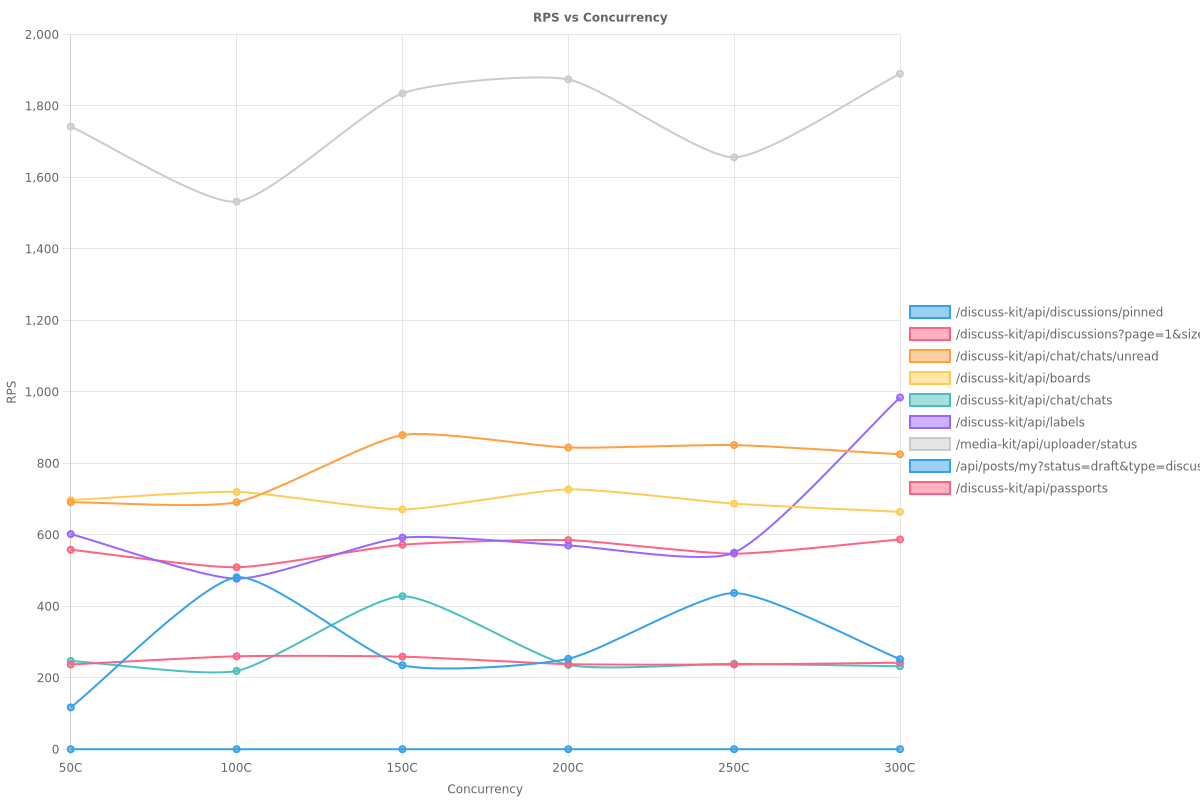 RPS vs Concurrency
2,000
1,800
1,600
1,400
1,200
1,000
800
600
400
200
0
RPS
50C
100C
150C
200C
250C
300C
Concurrency
/discuss-kit/api/discussions/pinned
/discuss-kit/api/discussions?page=1&size
/discuss-kit/api/chat/chats/unread
/discuss-kit/api/boards
/discuss-kit/api/chat/chats
/discuss-kit/api/labels
/media-kit/api/uploader/status
/api/posts/my?status=draft&type=discus
/discuss-kit/api/passports